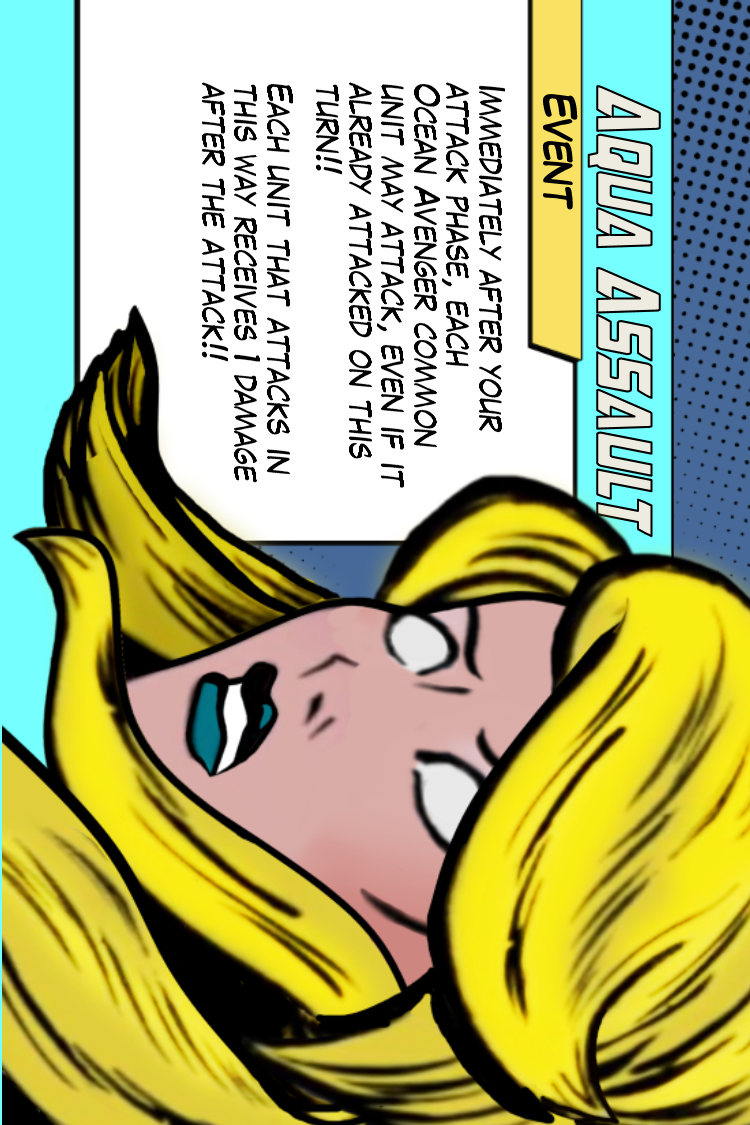 Aqua Assault
Event
Immediately after your
attack phase, each
Ocean Avenger common
unit may attack, even if it
already attacked on this
turn!!
Each unit that attacks in
this way receives 1 damage
after the attack!!